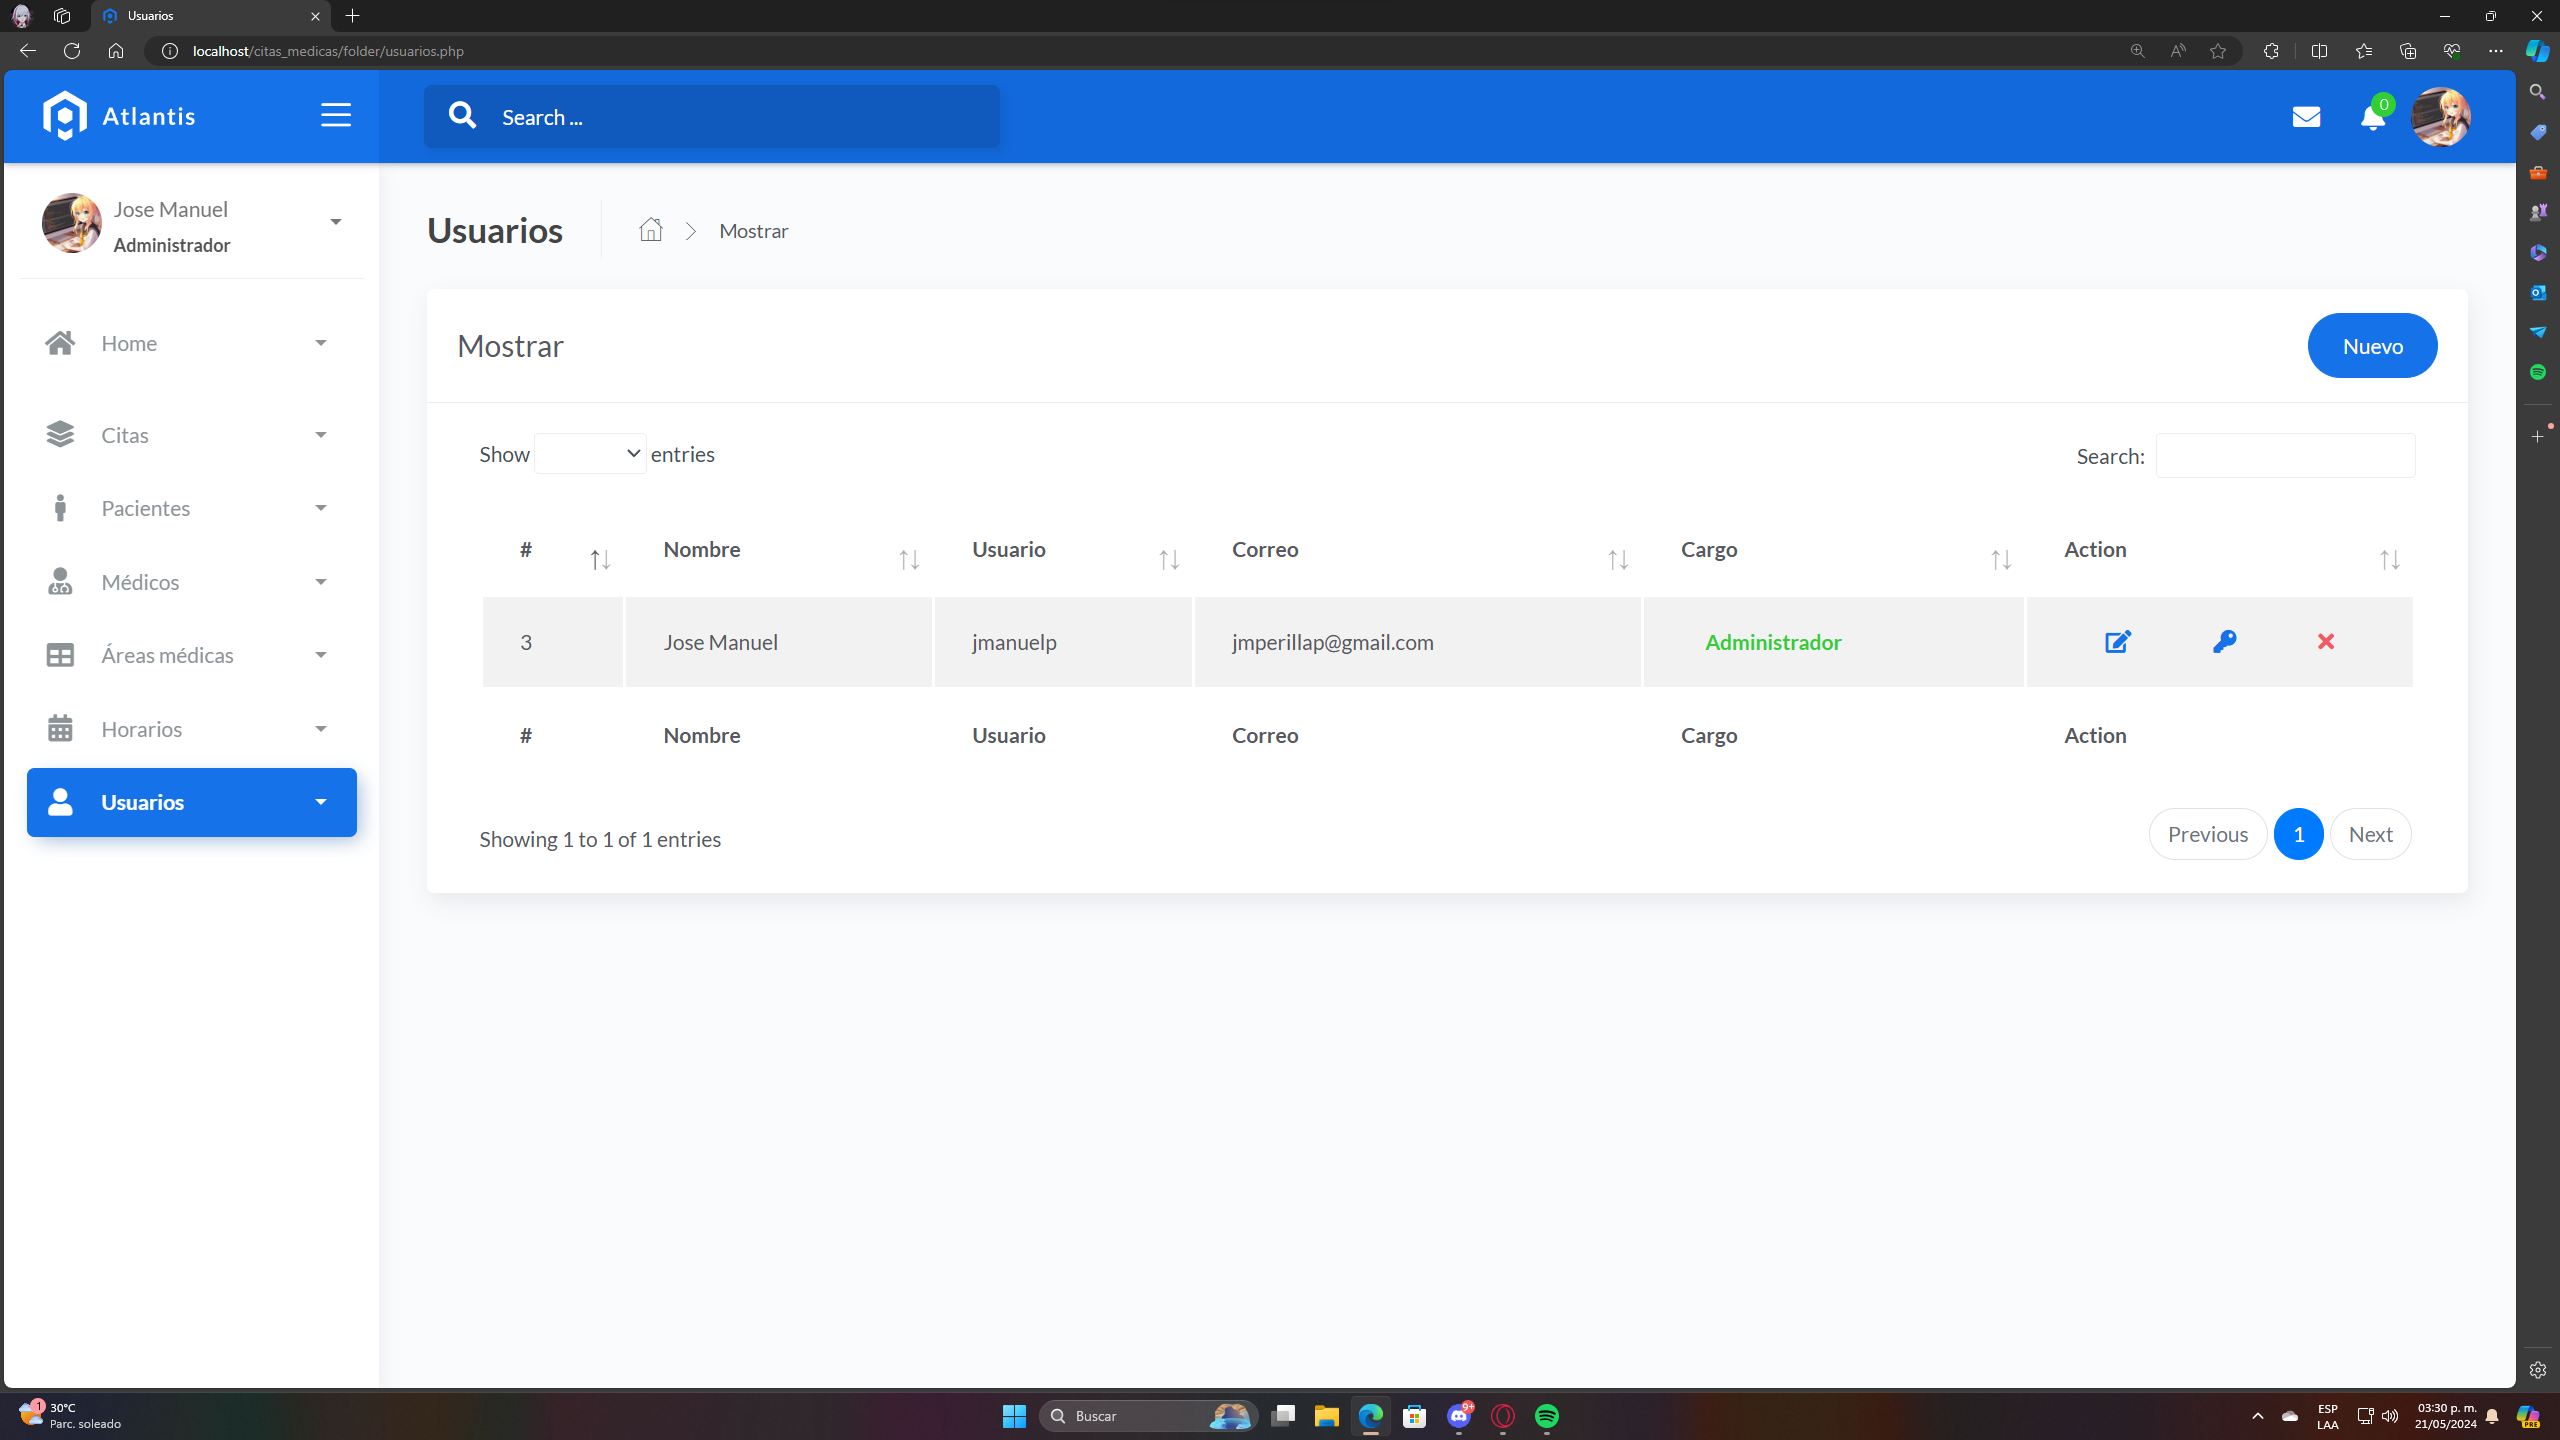 Usuarios
localhost/citas_medicas/folder/usuarios.php
Atlantis
Search ...
0
Jose Manuel
Administrador
Home
Citas
Pacientes
Médicos
Áreas médicas
Horarios
Usuarios
Usuarios
Mostrar
Mostrar
Nuevo
Show entries
Search:
# Nombre Usuario Correo Cargo Action
3 Jose Manuel jmanuelp jmperillap@gmail.com Administrador
# Nombre Usuario Correo Cargo Action
Showing 1 to 1 of 1 entries
Previous 1 Next
1
30°C
Parc. soleado
Buscar
9+
ESP
LAA
03:30 p. m.
21/05/2024
PRE